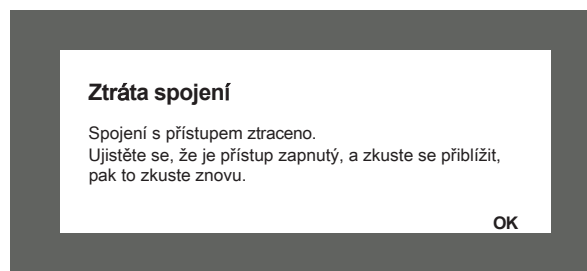 Ztráta spojení
Spojení s přístupem ztraceno.
Ujistěte se, že je přístup zapnutý, a zkuste se přiblížit,
pak to zkuste znovu.
OK